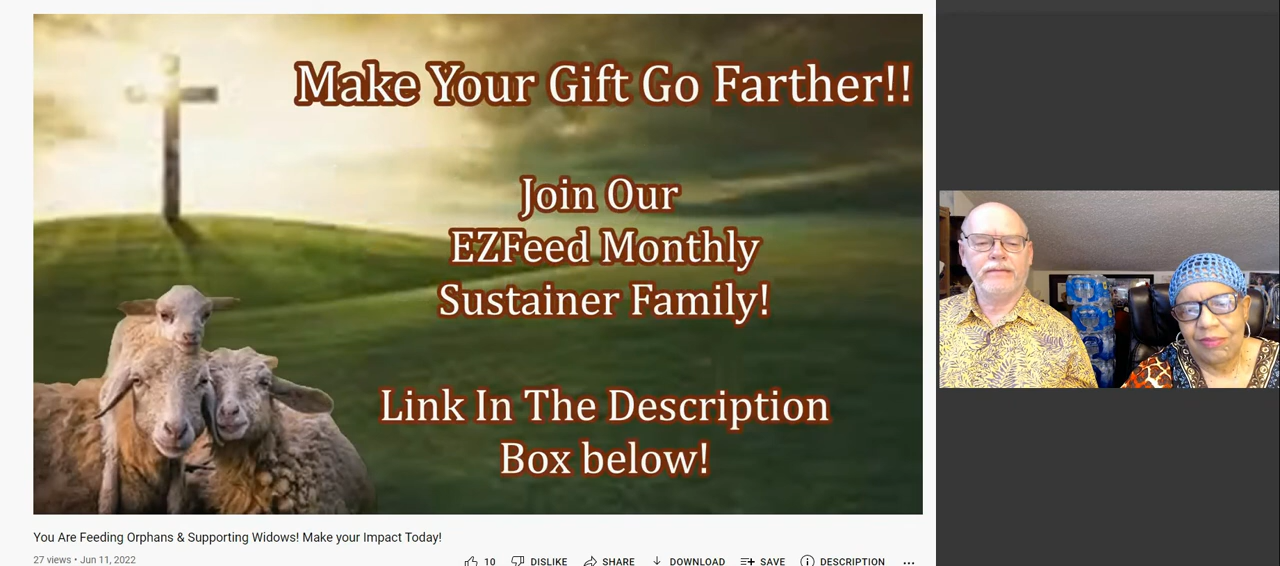 Make Your Gift Go Farther!!
Join Our
EZFeed Monthly
Sustainer Family!
Link In The Description
Box below!
You Are Feeding Orphans & Supporting Widows! Make your Impact Today!
27 views • Jun 11, 2022
10 DISLIKE SHARE DOWNLOAD SAVE DESCRIPTION ...